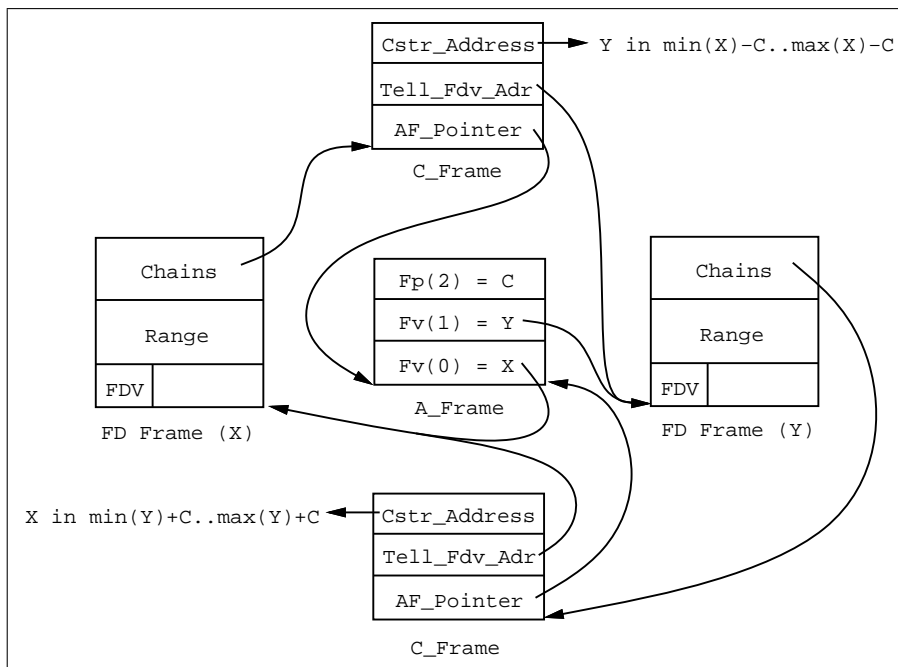 Cstr_Address
Y in min(X)−C..max(X)−C
Tell_Fdv_Adr
AF_Pointer
C_Frame
Chains
Range
FDV
FD Frame (X)
Fp(2) = C
Fv(1) = Y
Fv(0) = X
A_Frame
Chains
Range
FDV
FD Frame (Y)
X in min(Y)+C..max(Y)+C
Cstr_Address
Tell_Fdv_Adr
AF_Pointer
C_Frame